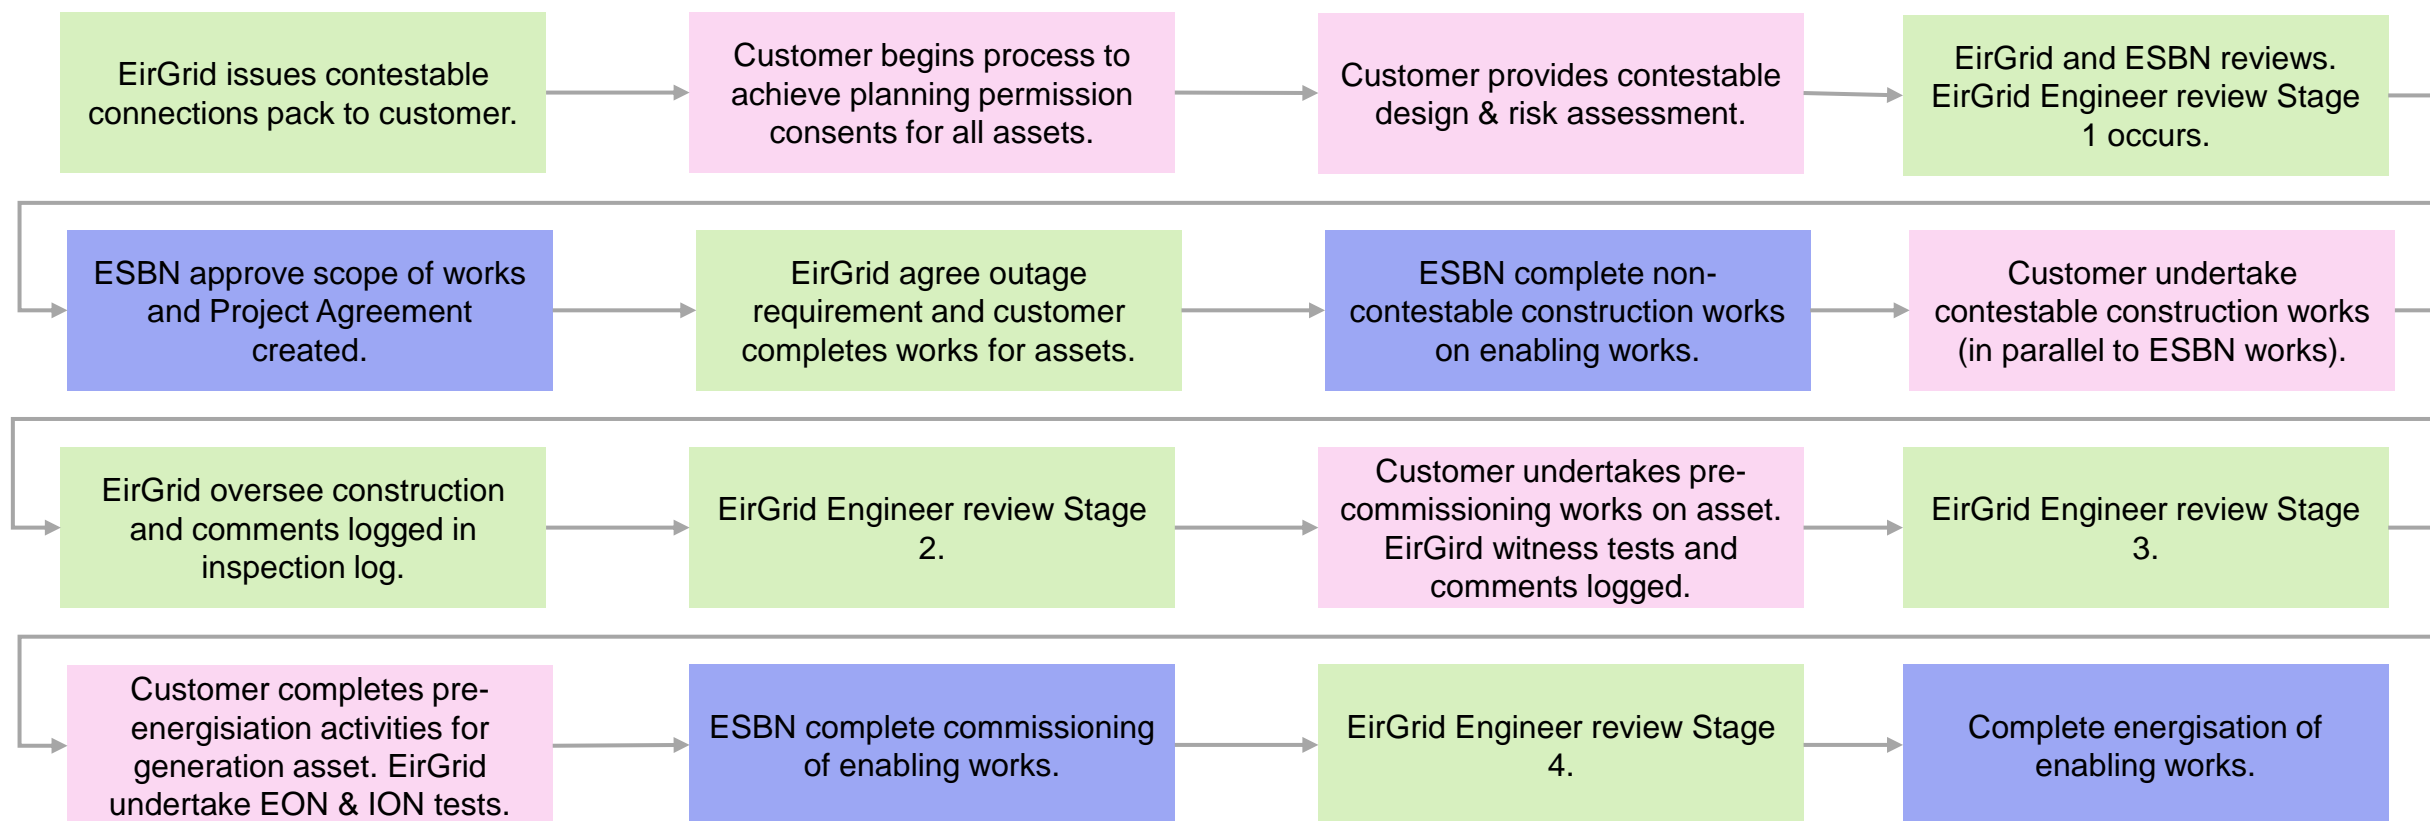 EirGrid issues contestable
connections pack to customer.
Customer begins process to
achieve planning permission
consents for all assets.
Customer provides contestable
design & risk assessment.
EirGrid and ESBN reviews.
EirGrid Engineer review Stage
1 occurs.
ESBN approve scope of works
and Project Agreement
created.
EirGrid agree outage
requirement and customer
completes works for assets.
ESBN complete non-
contestable construction works
on enabling works.
Customer undertake
contestable construction works
(in parallel to ESBN works).
EirGrid oversee construction
and comments logged in
inspection log.
EirGrid Engineer review Stage
2.
Customer undertakes pre-
commissioning works on asset.
EirGird witness tests and
comments logged.
EirGrid Engineer review Stage
3.
Customer completes pre-
energisiation activities for
generation asset. EirGrid
undertake EON & ION tests.
ESBN complete commissioning
of enabling works.
EirGrid Engineer review Stage
4.
Complete energisation of
enabling works.